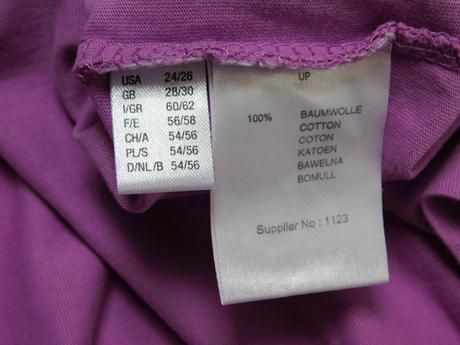 USA 24/26
GB 28/30
I/GR 60/62
F/E 56/58
CH/A 54/56
PL/S 54/56
D/NL/B 54/56
UP
100% BAUMWOLLE
COTTON
COTON
KATOEN
BAWELNA
BOMULL
Supplier No : 1123